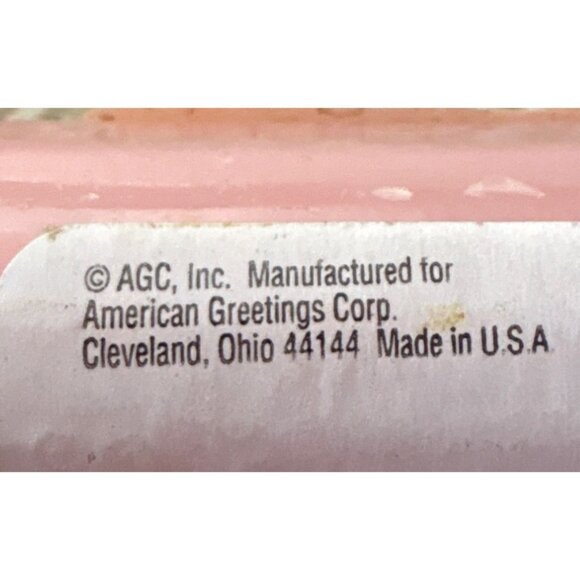 © AGC, Inc. Manufactured for
American Greetings Corp.
Cleveland, Ohio 44144 Made in U.S.A